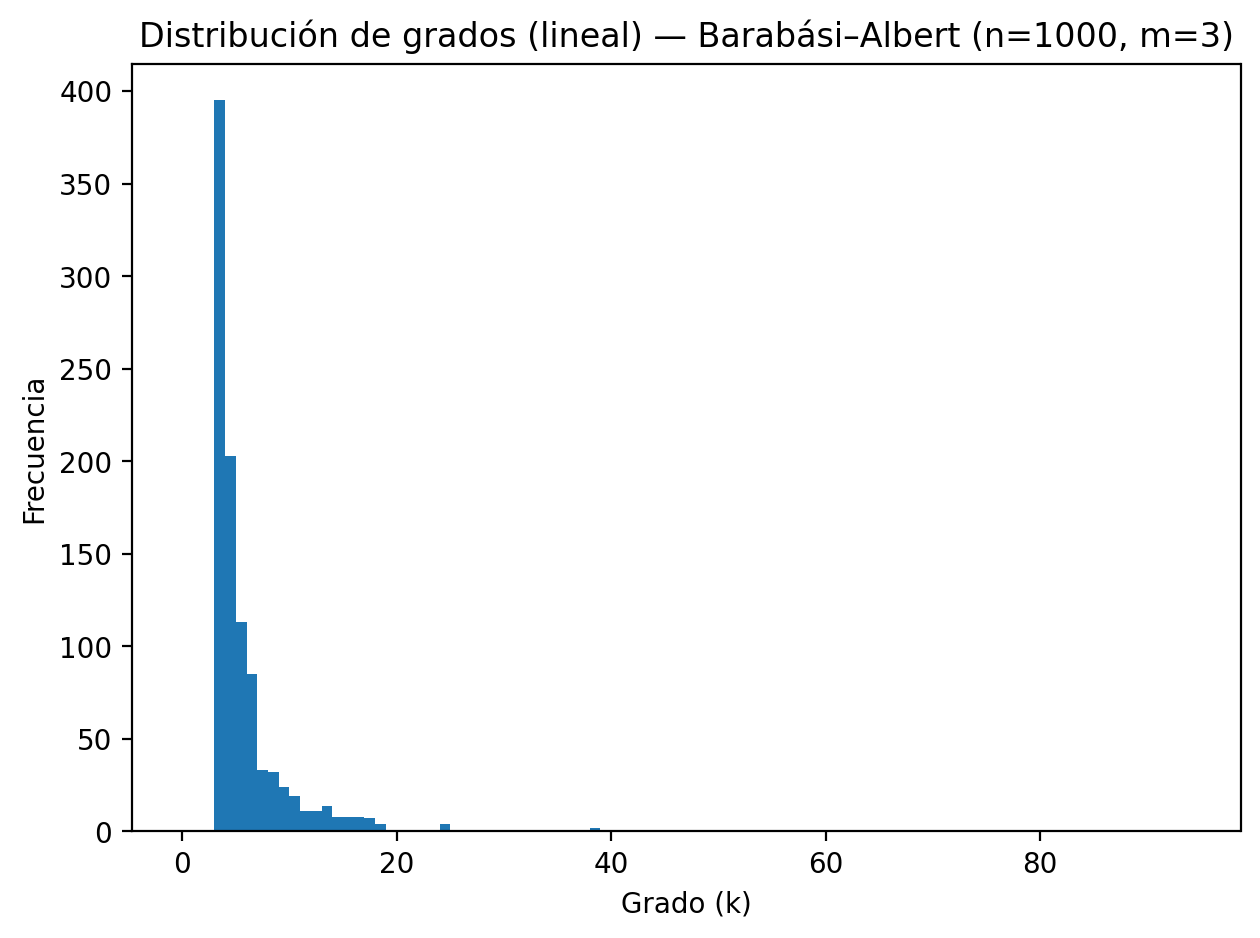 Distribución de grados (lineal) — Barabási–Albert (n=1000, m=3)
400
350
300
250
200
150
100
50
0
Frecuencia
0 20 40 60 80
Grado (k)